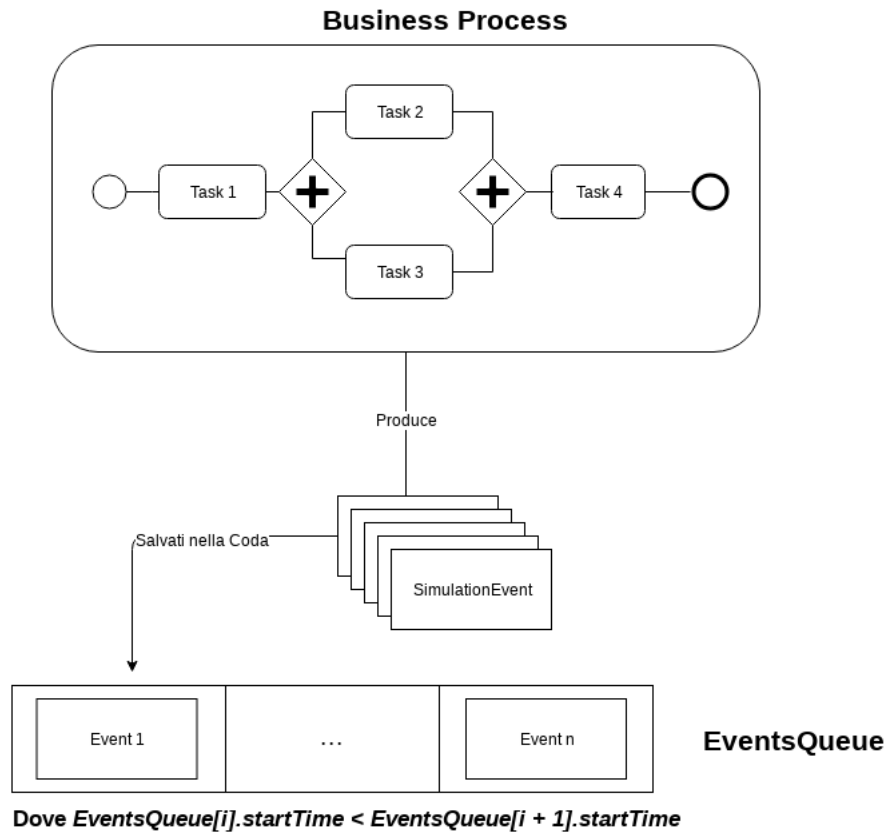 Business Process
Task 2
Task 1
Task 4
Task 3
Produce
Salvati nella Coda
SimulationEvent
Event 1
...
Event n
EventsQueue
Dove EventsQueue[i].startTime < EventsQueue[i + 1].startTime